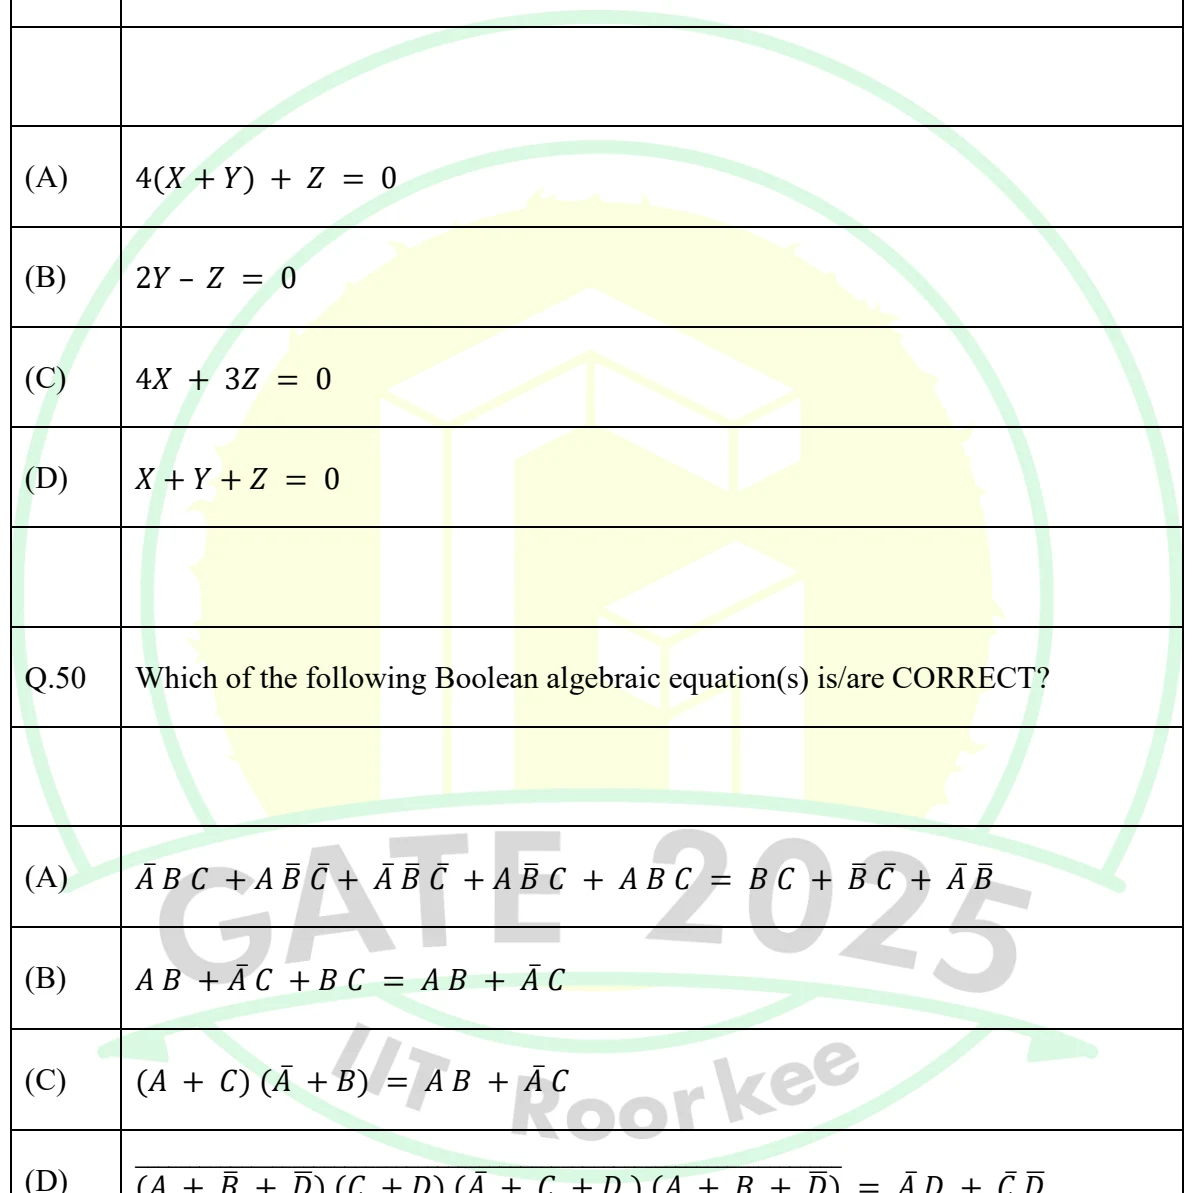 (A) 4(X + Y) + Z = 0
(B) 2Y – Z = 0
(C) 4X + 3Z = 0
(D) X + Y + Z = 0
Q.50 Which of the following Boolean algebraic equation(s) is/are CORRECT?
(A) A̅ B C + A B̅ C̅ + A̅ B̅ C̅ + A B̅ C + A B C = B C + B̅ C̅ + A̅ B̅
(B) A B + A̅ C + B C = A B + A̅ C
(C) (A + C) (A̅ + B) = A B + A̅ C
(D) \overline{(A + B̅ + D̅) (C + D) (A̅ + C + D) (A + B + D̅)} = A̅ D + C̅ D̅
GATE 2025
IIT Roorkee